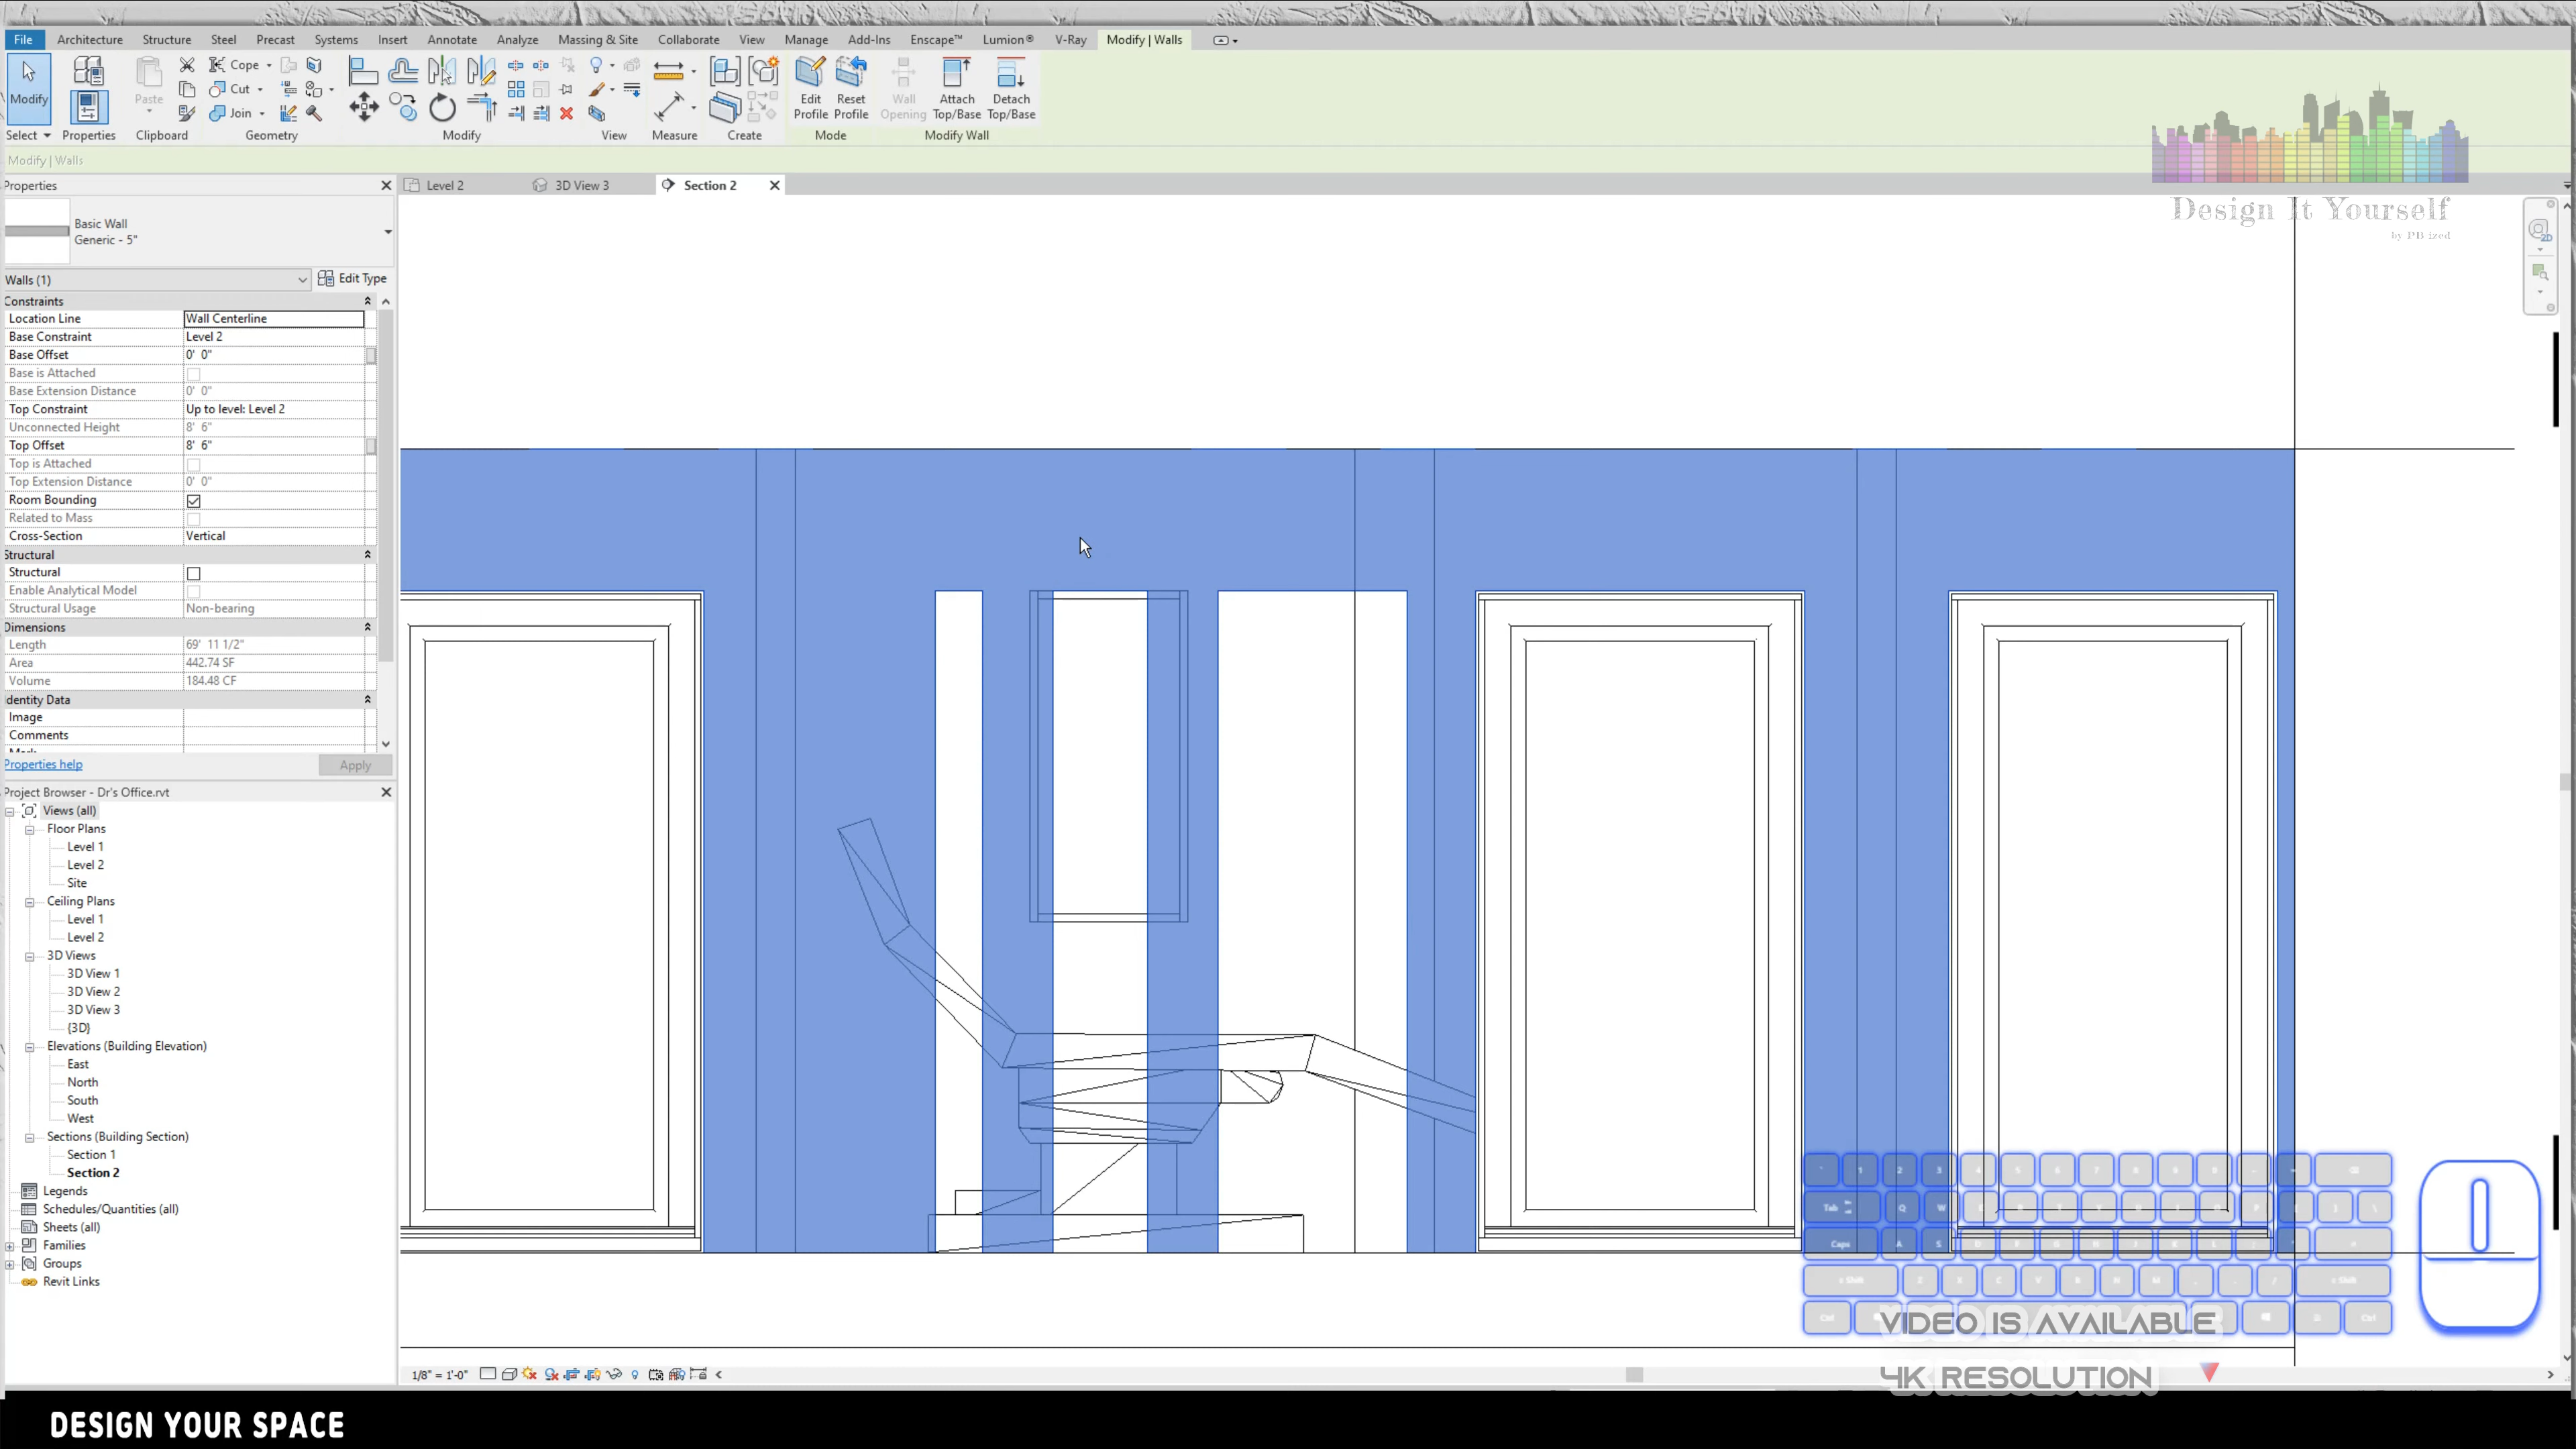 File Architecture Structure Steel Precast Systems Insert Annotate Analyze Massing & Site Collaborate View Manage Add-Ins Enscape™ Lumion® V-Ray Modify | Walls
Modify
Paste
Cope
Cut
Join
Edit Profile
Reset Profile
Wall Opening
Attach Top/Base
Detach Top/Base
Select Properties Clipboard Geometry Modify View Measure Create Mode Modify Wall
Modify | Walls
Properties
Level 2
3D View 3
Section 2
Design It Yourself
by PB ized
2D
Basic Wall
Generic - 5"
Walls (1)
Edit Type
Constraints
Location Line Wall Centerline
Base Constraint Level 2
Base Offset 0' 0"
Base is Attached
Base Extension Distance 0' 0"
Top Constraint Up to level: Level 2
Unconnected Height 8' 6"
Top Offset 8' 6"
Top is Attached
Top Extension Distance 0' 0"
Room Bounding
Related to Mass
Cross-Section Vertical
Structural
Structural
Enable Analytical Model
Structural Usage Non-bearing
Dimensions
Length 69' 11 1/2"
Area 442.74 SF
Volume 184.48 CF
Identity Data
Image
Comments
Properties help
Apply
Project Browser - Dr's Office.rvt
Views (all)
Floor Plans
Level 1
Level 2
Site
Ceiling Plans
Level 1
Level 2
3D Views
3D View 1
3D View 2
3D View 3
{3D}
Elevations (Building Elevation)
East
North
South
West
Sections (Building Section)
Section 1
Section 2
Legends
Schedules/Quantities (all)
Sheets (all)
Families
Groups
Revit Links
1/8" = 1'-0"
Tab
Caps
VIDEO IS AVAILABLE
4K RESOLUTION
DESIGN YOUR SPACE